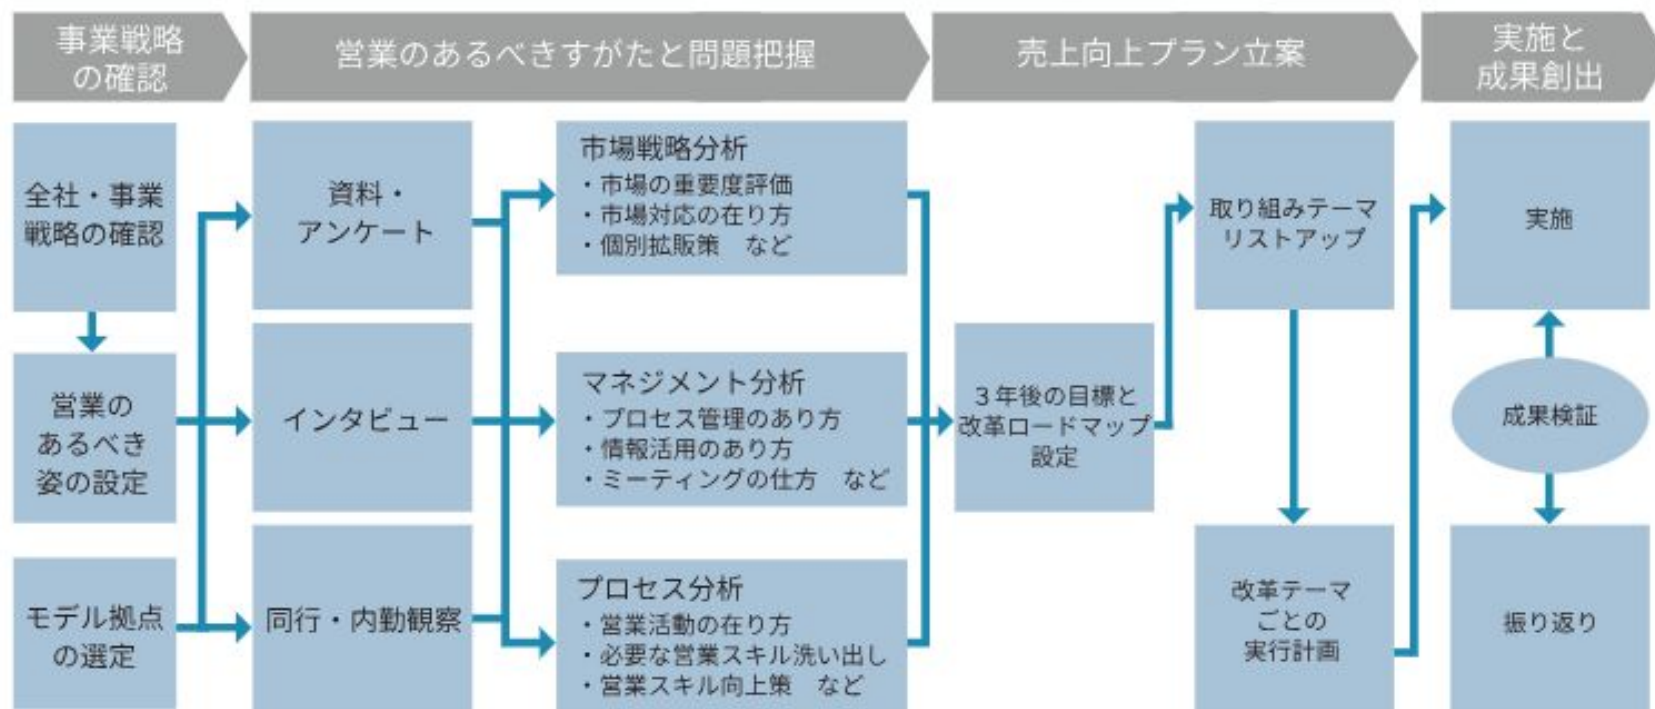 事業戦略
の確認
営業のあるべきすがたと問題把握
売上向上プラン立案
実施と
成果創出
全社・事業
戦略の確認
営業の
あるべき
姿の設定
モデル拠点
の選定
資料・
アンケート
インタビュー
同行・内勤観察
市場戦略分析
・市場の重要度評価
・市場対応の在り方
・個別拡販策　など
マネジメント分析
・プロセス管理のあり方
・情報活用のあり方
・ミーティングの仕方　など
プロセス分析
・営業活動の在り方
・必要な営業スキル洗い出し
・営業スキル向上策　など
３年後の目標と
改革ロードマップ
設定
取り組みテーマ
リストアップ
改革テーマ
ごとの
実行計画
実施
成果検証
振り返り